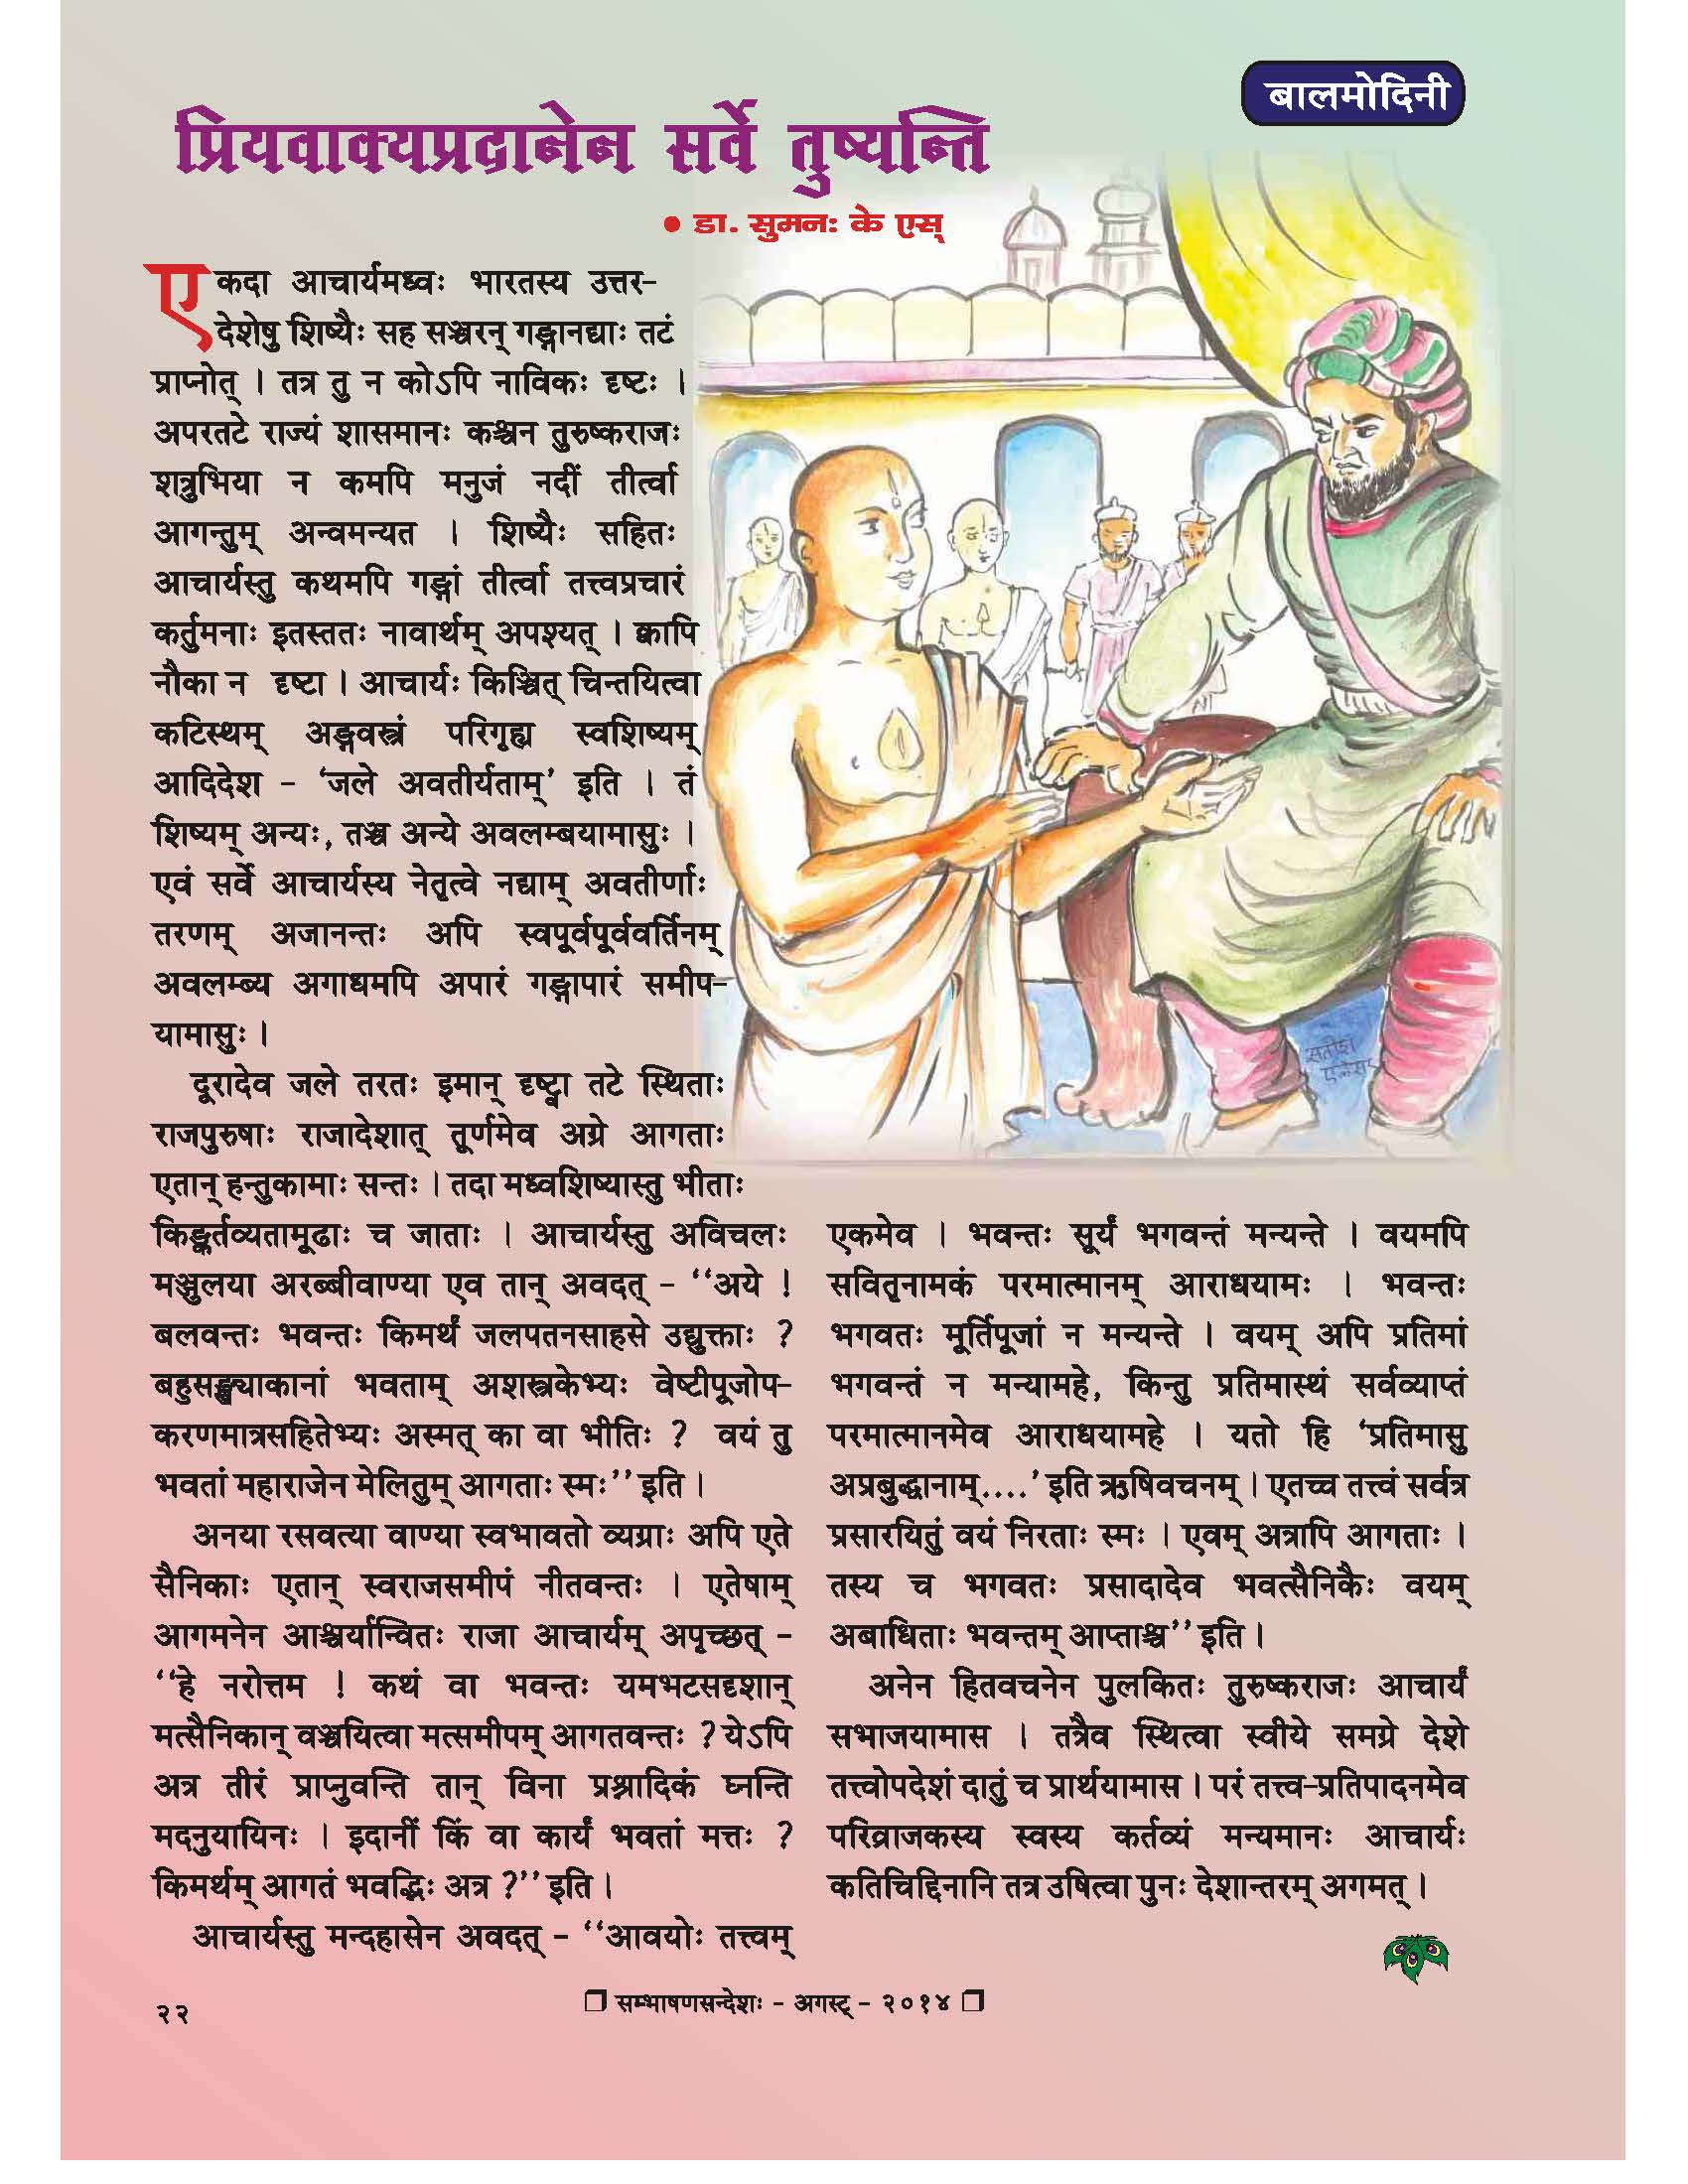 बालमोदिनी
प्रियवाक्यप्रदानेन सर्वे तुष्यन्ति
• डा. सुमनः के एस्
एकदा आचार्यमध्वः भारतस्य उत्तर-
देशेषु शिष्यैः सह सञ्चरन् गङ्गानद्याः तटं
प्राप्नोत् । तत्र तु न कोऽपि नाविकः दृष्टः ।
अपरतटे राज्यं शासमानः कश्चन तुरुष्कराजः
शत्रुभिया न कमपि मनुजं नदीं तीर्त्वा
आगन्तुम् अन्वमन्यत । शिष्यैः सहितः
आचार्यस्तु कथमपि गङ्गां तीर्त्वा तत्त्वप्रचारं
कर्तुमनाः इतस्ततः नावार्थम् अपश्यत् । क्वापि
नौका न दृष्टा । आचार्यः किञ्चित् चिन्तयित्वा
कटिस्थम् अङ्गवस्त्रं परिगृह्य स्वशिष्यम्
आदिदेश - ‘जले अवतीर्यताम्’ इति । तं
शिष्यम् अन्यः, तञ्च अन्ये अवलम्बयामासुः ।
एवं सर्वे आचार्यस्य नेतृत्वे नद्याम् अवतीर्णाः
तरणम् अजानन्तः अपि स्वपूर्वपूर्ववर्तिनम्
अवलम्ब्य अगाधमपि अपारं गङ्गापारं समीप-
यामासुः ।
दूरादेव जले तरतः इमान् दृष्ट्वा तटे स्थिताः
राजपुरुषाः राजादेशात् तूर्णमेव अग्रे आगताः
एतान् हन्तुकामाः सन्तः । तदा मध्वशिष्यास्तु भीताः
किङ्कर्तव्यतामूढाः च जाताः । आचार्यस्तु अविचलः
मञ्जुलया अरब्बीवाण्या एव तान् अवदत् - ‘‘अये !
बलवन्तः भवन्तः किमर्थं जलपतनसाहसे उद्युक्ताः ?
बहुसङ्ख्याकानां भवताम् अशस्त्रकेभ्यः वेष्टीपूजोप-
करणमात्रसहितेभ्यः अस्मत् का वा भीतिः ? वयं तु
भवतां महाराजेन मेलितुम् आगताः स्मः’’ इति ।
अनया रसवत्या वाण्या स्वभावतो व्यग्राः अपि एते
सैनिकाः एतान् स्वराजसमीपं नीतवन्तः । एतेषाम्
आगमनेन आश्चर्यान्वितः राजा आचार्यम् अपृच्छत् -
‘‘हे नरोत्तम ! कथं वा भवन्तः यमभटसदृशान्
मत्सैनिकान् वञ्चयित्वा मत्समीपम् आगतवन्तः ? येऽपि
अत्र तीरं प्राप्नुवन्ति तान् विना प्रश्नादिकं घ्नन्ति
मदनुयायिनः । इदानीं किं वा कार्यं भवतां मत्तः ?
किमर्थम् आगतं भवद्भिः अत्र ?’’ इति ।
आचार्यस्तु मन्दहासेन अवदत् - ‘‘आवयोः तत्त्वम्
एकमेव । भवन्तः सूर्यं भगवन्तं मन्यन्ते । वयमपि
सवितृनामकं परमात्मानम् आराधयामः । भवन्तः
भगवतः मूर्तिपूजां न मन्यन्ते । वयम् अपि प्रतिमां
भगवन्तं न मन्यामहे, किन्तु प्रतिमास्थं सर्वव्याप्तं
परमात्मानमेव आराधयामहे । यतो हि ‘प्रतिमासु
अप्रबुद्धानाम्....’ इति ऋषिवचनम् । एतच्च तत्त्वं सर्वत्र
प्रसारयितुं वयं निरताः स्मः । एवम् अत्रापि आगताः ।
तस्य च भगवतः प्रसादादेव भवत्सैनिकैः वयम्
अबाधिताः भवन्तम् आप्ताश्च’’ इति ।
अनेन हितवचनेन पुलकितः तुरुष्कराजः आचार्यं
सभाजयामास । तत्रैव स्थित्वा स्वीये समग्रे देशे
तत्त्वोपदेशं दातुं च प्रार्थयामास । परं तत्त्व-प्रतिपादनमेव
परिव्राजकस्य स्वस्य कर्तव्यं मन्यमानः आचार्यः
कतिचिद्दिनानि तत्र उषित्वा पुनः देशान्तरम् अगमत् ।
२२
❐ सम्भाषणसन्देशः - अगस्ट् - २०१४ ❐